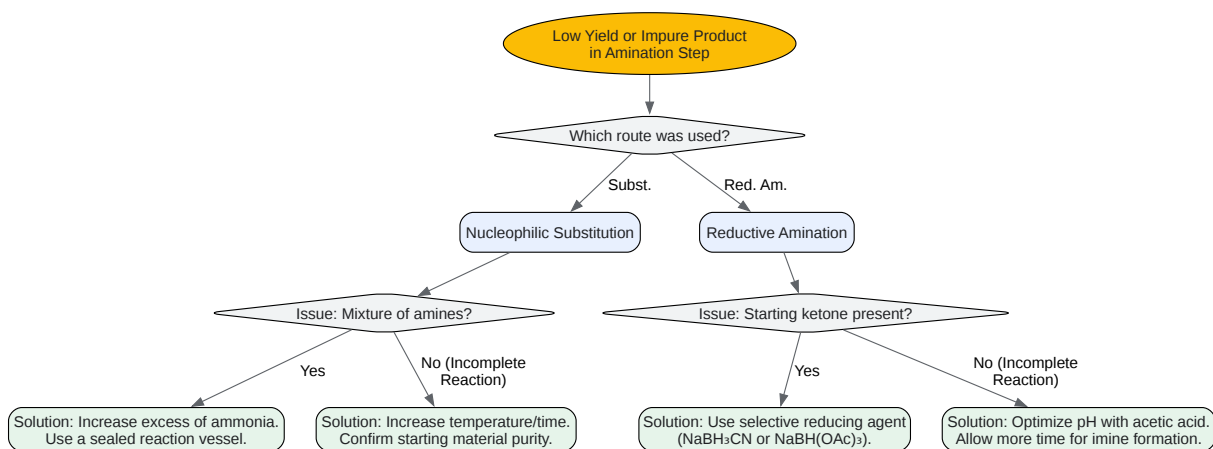 Low Yield or Impure Product
in Amination Step
Which route was used?
Subst.
Red. Am.
Nucleophilic Substitution
Reductive Amination
Issue: Mixture of amines?
Issue: Starting ketone present?
Yes
No (Incomplete
Reaction)
Yes
No (Incomplete
Reaction)
Solution: Increase excess of ammonia.
Use a sealed reaction vessel.
Solution: Increase temperature/time.
Confirm starting material purity.
Solution: Use selective reducing agent
(NaBH₃CN or NaBH(OAc)₃).
Solution: Optimize pH with acetic acid.
Allow more time for imine formation.